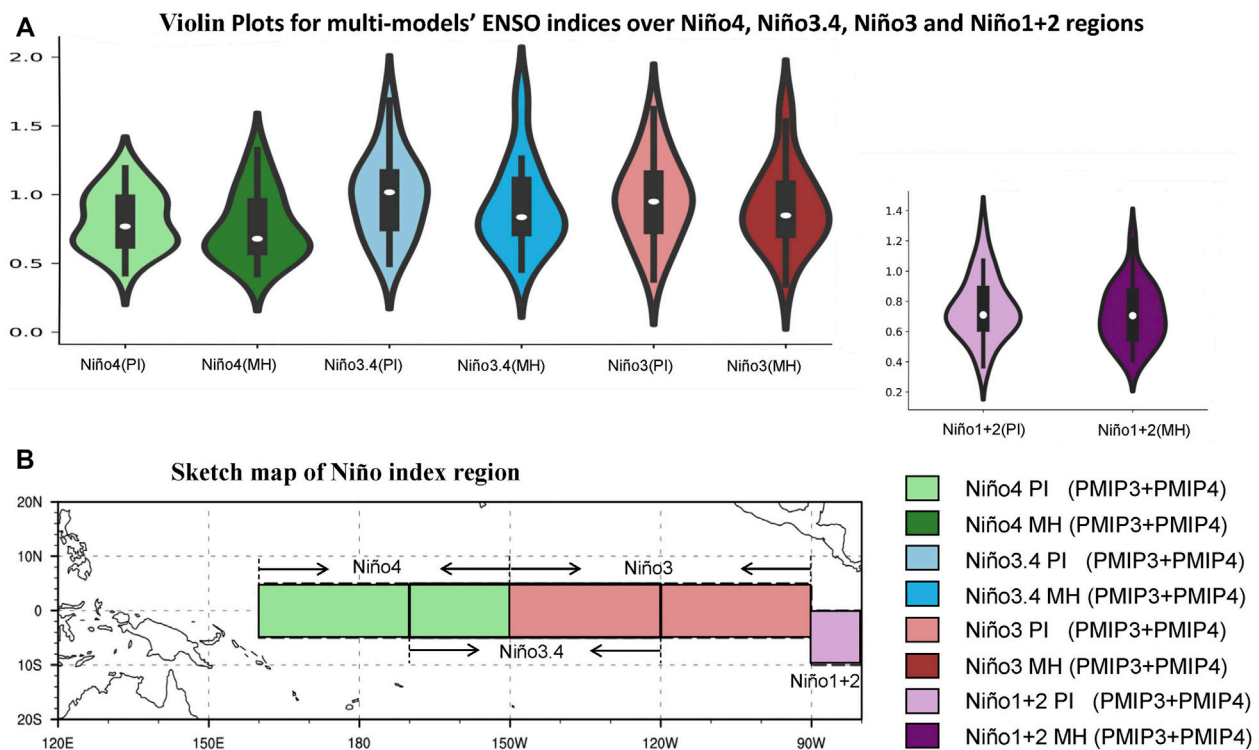 A
Violin Plots for multi-models’ ENSO indices over Niño4, Niño3.4, Niño3 and Niño1+2 regions
2.0
1.5
1.0
0.5
0.0
Niño4(PI)
Niño4(MH)
Niño3.4(PI)
Niño3.4(MH)
Niño3(PI)
Niño3(MH)
1.4
1.2
1.0
0.8
0.6
0.4
0.2
Niño1+2(PI)
Niño1+2(MH)
B
Sketch map of Niño index region
20N
10N
0
10S
20S
120E
150E
180
150W
120W
90W
Niño4
Niño3
Niño3.4
Niño1+2
Niño4 PI (PMIP3+PMIP4)
Niño4 MH (PMIP3+PMIP4)
Niño3.4 PI (PMIP3+PMIP4)
Niño3.4 MH (PMIP3+PMIP4)
Niño3 PI (PMIP3+PMIP4)
Niño3 MH (PMIP3+PMIP4)
Niño1+2 PI (PMIP3+PMIP4)
Niño1+2 MH (PMIP3+PMIP4)